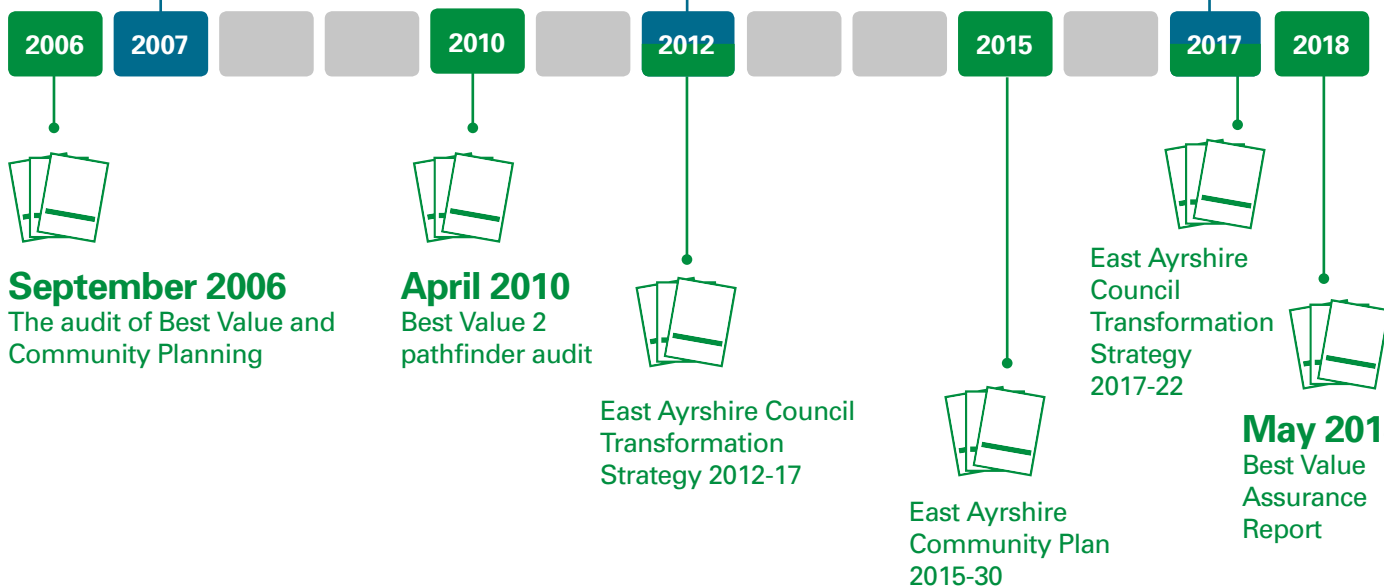 2006
2007
2010
2012
2015
2017
2018
September 2006
The audit of Best Value and
Community Planning
April 2010
Best Value 2
pathfinder audit
East Ayrshire Council
Transformation
Strategy 2012-17
East Ayrshire
Community Plan
2015-30
East Ayrshire
Council
Transformation
Strategy
2017-22
May 201
Best Value
Assurance
Report